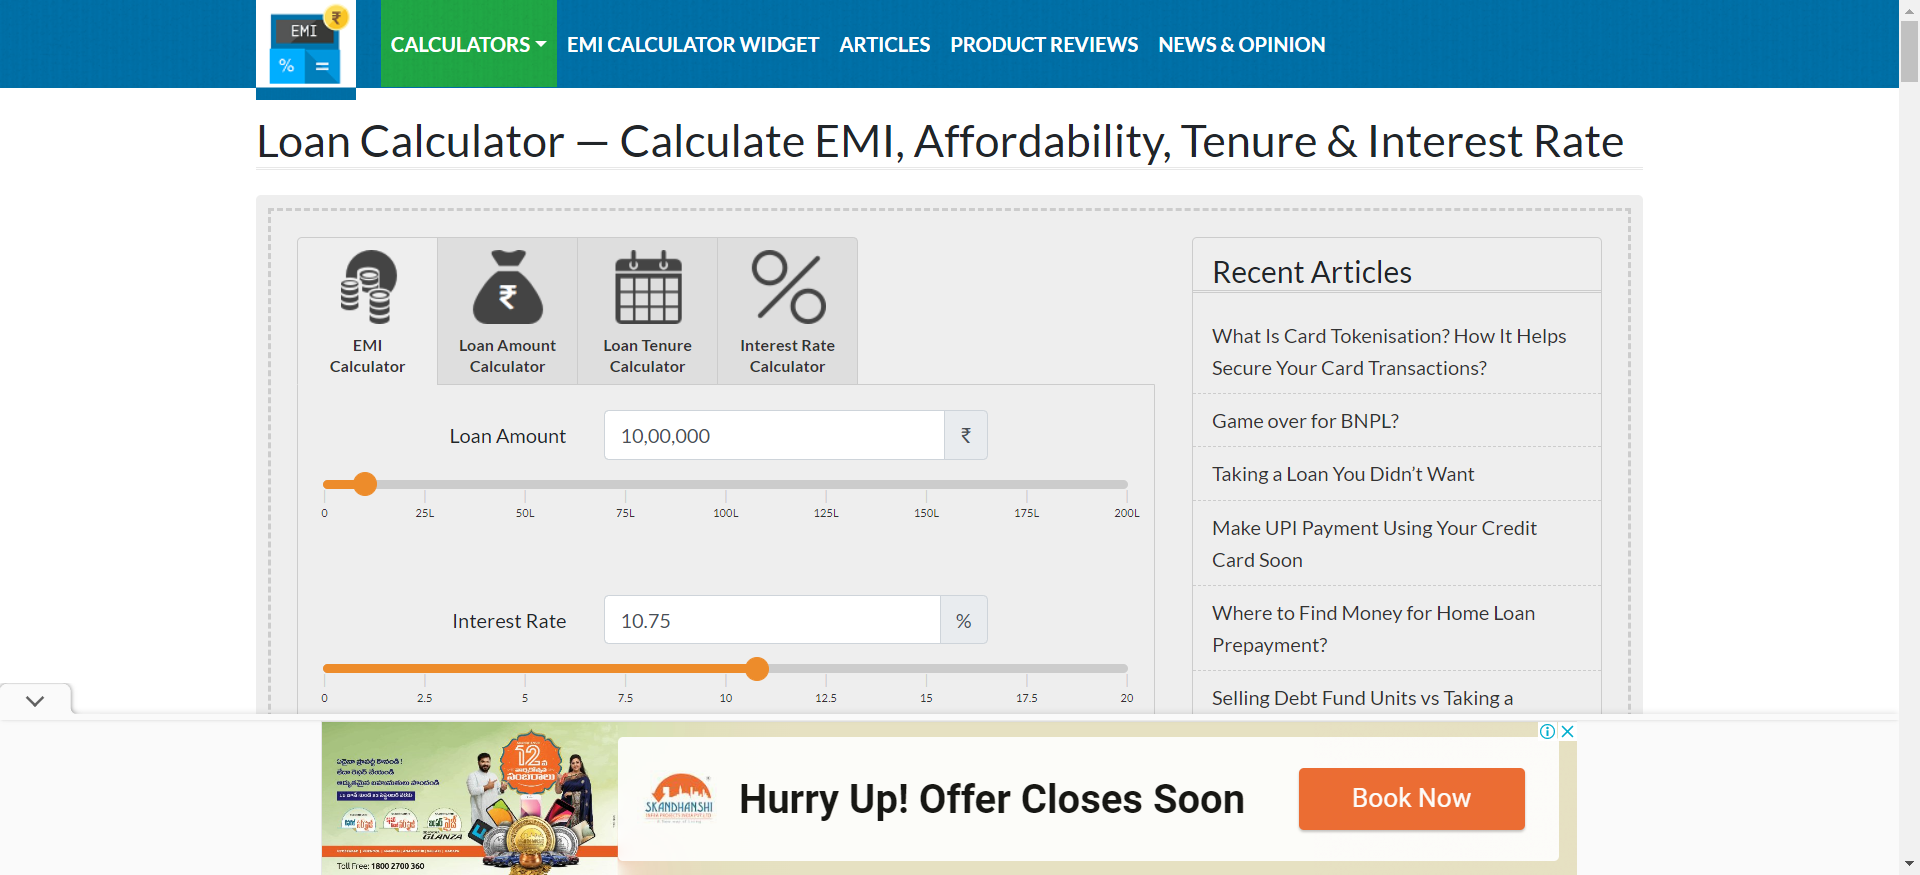 EMI
₹
%
=
CALCULATORS
EMI CALCULATOR WIDGET
ARTICLES
PRODUCT REVIEWS
NEWS & OPINION
Loan Calculator — Calculate EMI, Affordability, Tenure & Interest Rate
EMI
Calculator
₹
Loan Amount
Calculator
Loan Tenure
Calculator
Interest Rate
Calculator
Loan Amount
10,00,000
₹
0
25L
50L
75L
100L
125L
150L
175L
200L
Interest Rate
10.75
%
0
2.5
5
7.5
10
12.5
15
17.5
20
Recent Articles
What Is Card Tokenisation? How It Helps
Secure Your Card Transactions?
Game over for BNPL?
Taking a Loan You Didn’t Want
Make UPI Payment Using Your Credit
Card Soon
Where to Find Money for Home Loan
Prepayment?
Selling Debt Fund Units vs Taking a
12
GLANZA
Toll Free: 1800 2700 360
SKANDHANSHI
Hurry Up! Offer Closes Soon
Book Now